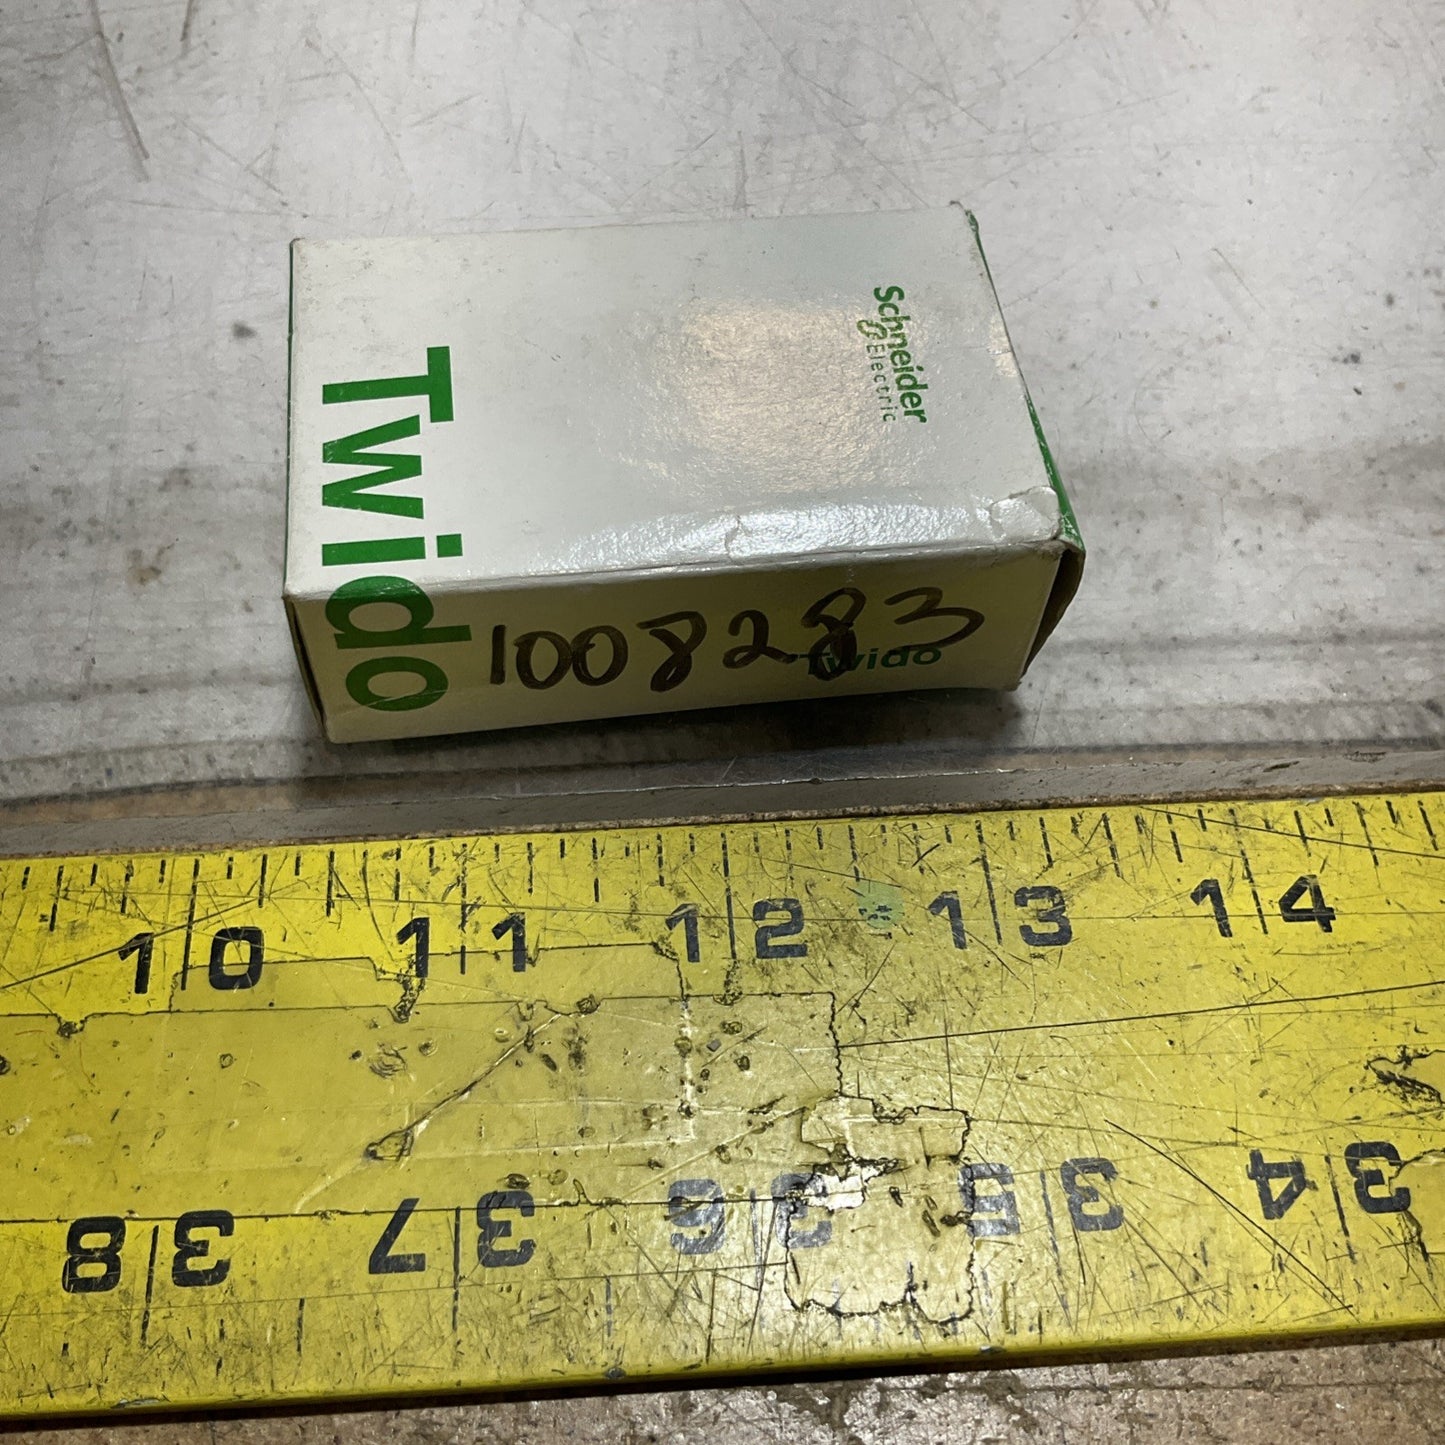 Schneider
Electric
Twido
1008283
Twido
10 11 12 13 14
38 37 36 35 34